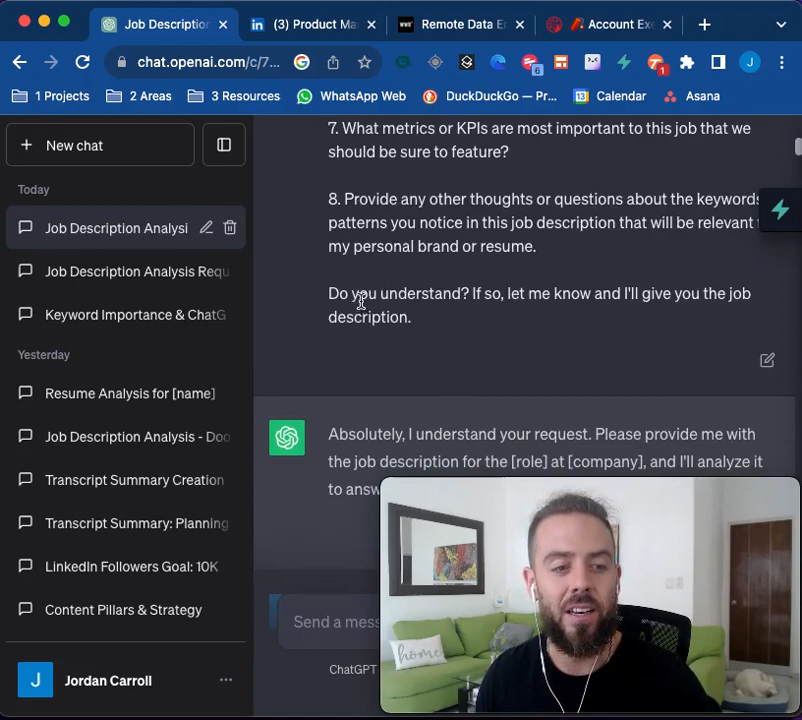 Job Description
(3) Product Ma
Remote Data E
Account Exe
chat.openai.com/c/7...
6
1
J
1 Projects
2 Areas
3 Resources
WhatsApp Web
DuckDuckGo — Pr...
13
Calendar
Asana
New chat
Today
Job Description Analysi
Job Description Analysis Requ
Keyword Importance & ChatG
Yesterday
Resume Analysis for [name]
Job Description Analysis - Doo
Transcript Summary Creation
Transcript Summary: Planning
LinkedIn Followers Goal: 10K
Content Pillars & Strategy
J
Jordan Carroll
7. What metrics or KPIs are most important to this job that we
should be sure to feature?
8. Provide any other thoughts or questions about the keywords
patterns you notice in this job description that will be relevant
my personal brand or resume.
Do you understand? If so, let me know and I'll give you the job
description.
Absolutely, I understand your request. Please provide me with
the job description for the [role] at [company], and I'll analyze it
to answ
Send a mess
ChatGPT
home